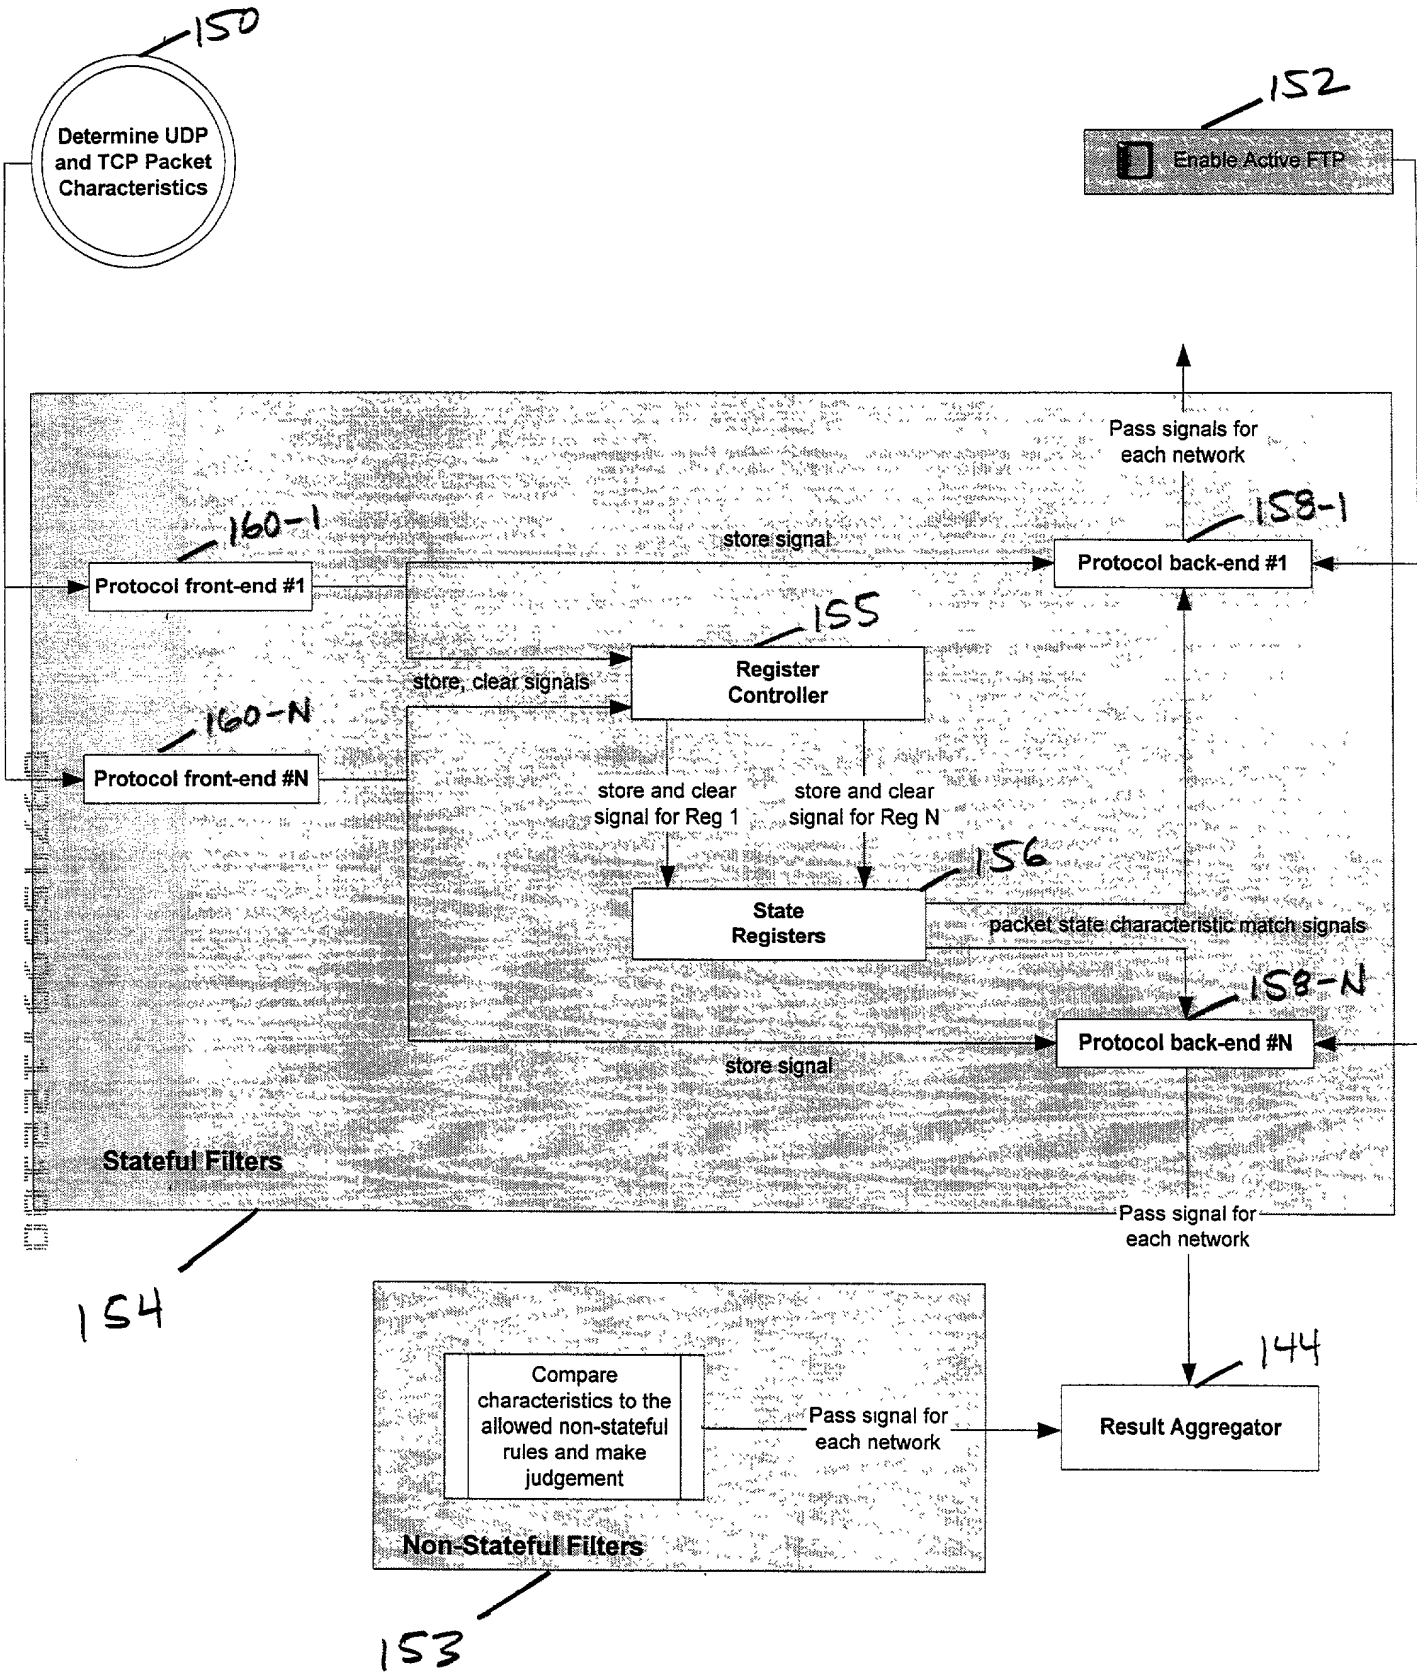 150
152
Determine UDP
and TCP Packet
Characteristics
Enable Active FTP
Pass signals for
each network
160-1
158-1
store signal
Protocol front-end #1
Protocol back-end #1
155
Register
Controller
store, clear signals
160-N
Protocol front-end #N
store and clear
signal for Reg 1
store and clear
signal for Reg N
156
State
Registers
packet state characteristic match signals
158-N
Protocol back-end #N
store signal
Stateful Filters
Pass signal for
each network
154
144
Compare
characteristics to the
allowed non-stateful
rules and make
judgement
Pass signal for
each network
Result Aggregator
Non-Stateful Filters
153